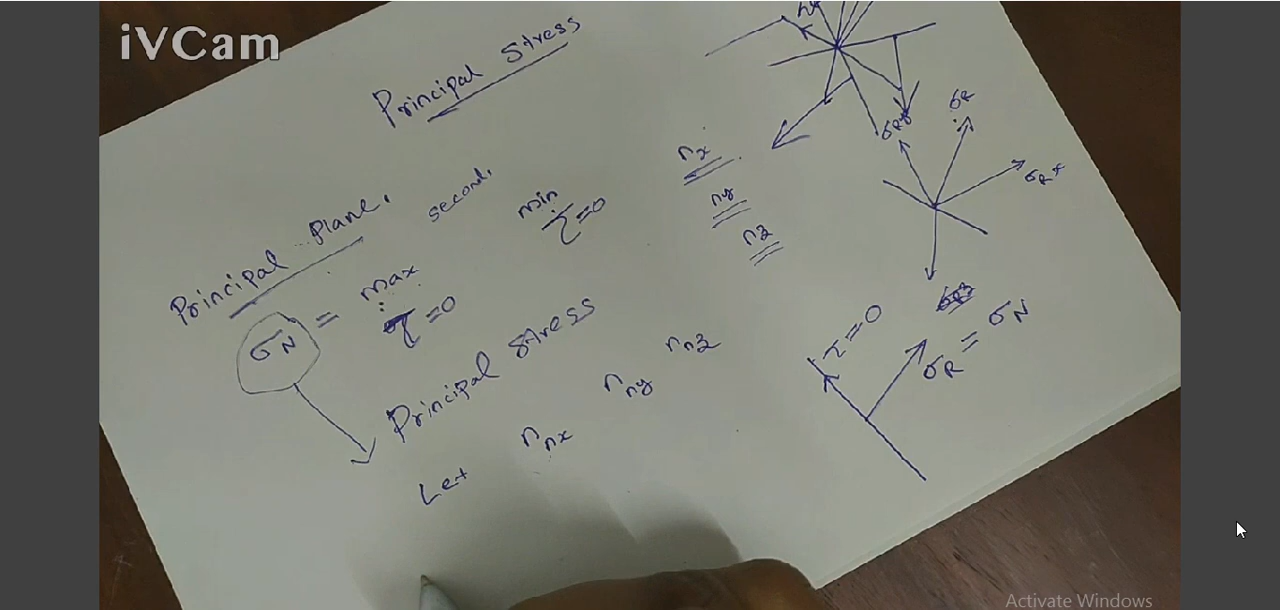 iVCam
Principal Stress
Principal Plane, second,
σN = max τ=0 min τ=0
Principal Stress
Let nnx nny nnz
nx
ny
nz
σR
σRx
τ=0
σR = σN
Activate Windows